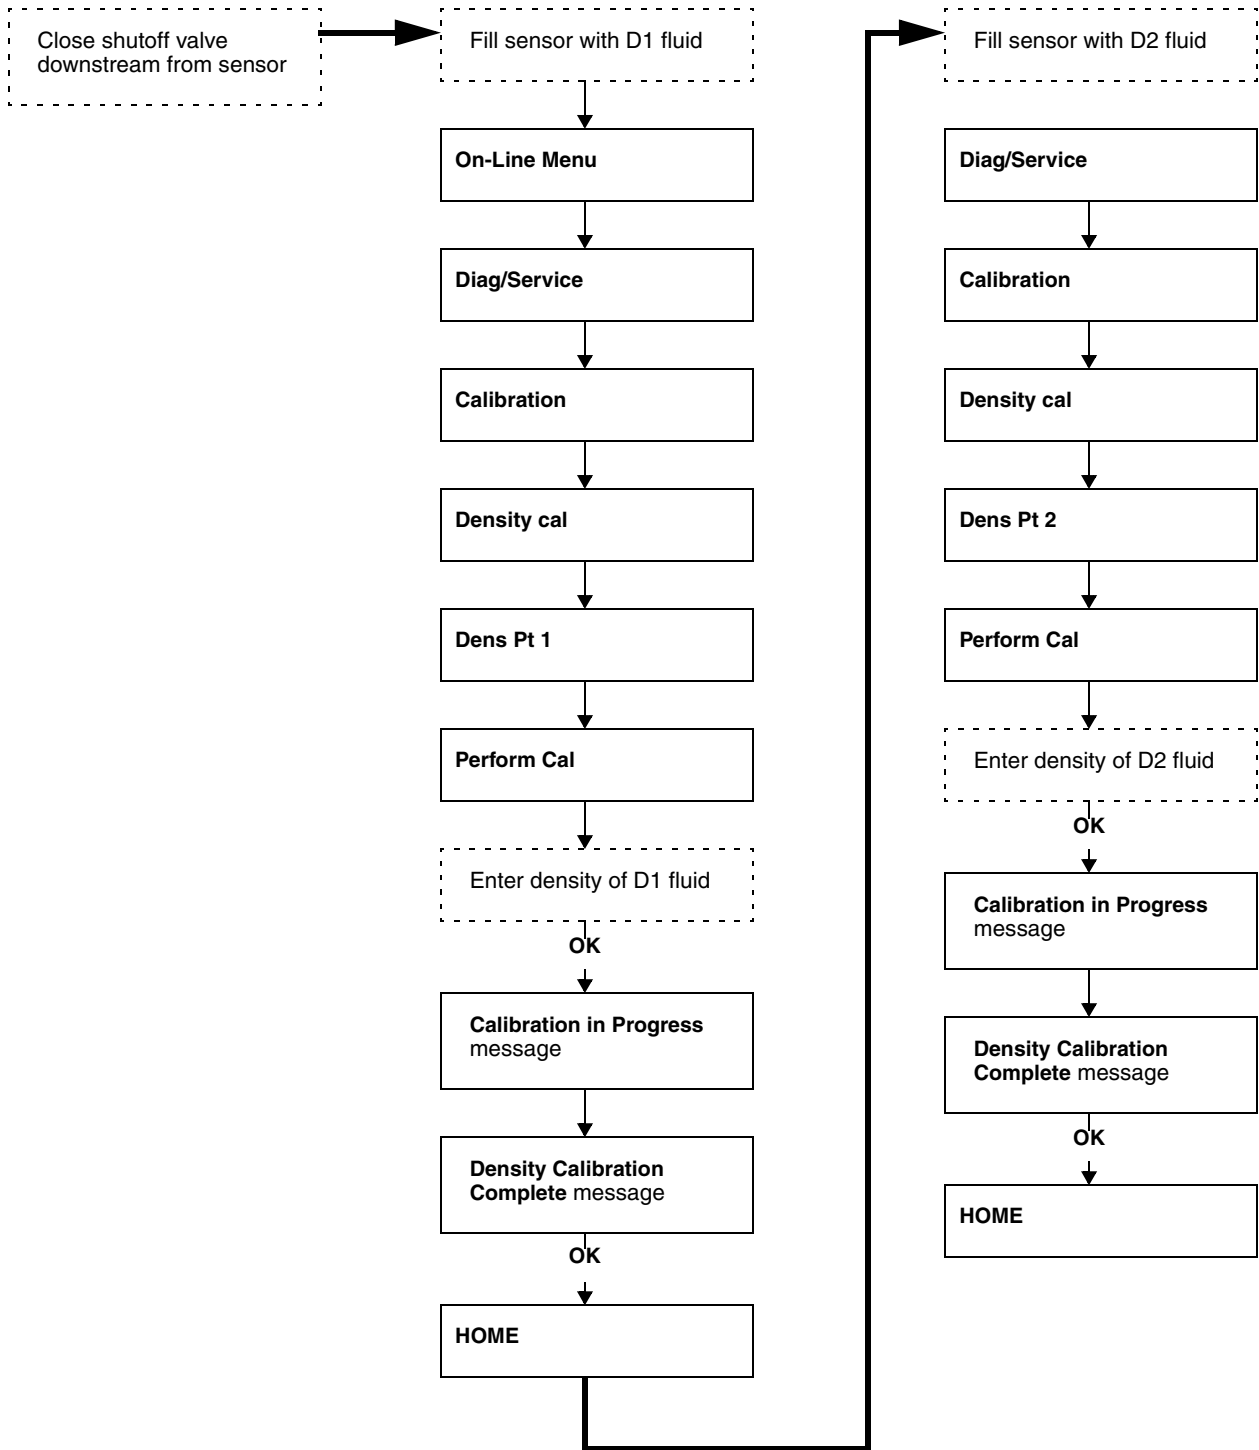 Close shutoff valve
downstream from sensor
Fill sensor with D1 fluid
On-Line Menu
Diag/Service
Calibration
Density cal
Dens Pt 1
Perform Cal
Enter density of D1 fluid
OK
Calibration in Progress
message
Density Calibration
Complete message
OK
HOME
Fill sensor with D2 fluid
Diag/Service
Calibration
Density cal
Dens Pt 2
Perform Cal
Enter density of D2 fluid
OK
Calibration in Progress
message
Density Calibration
Complete message
OK
HOME